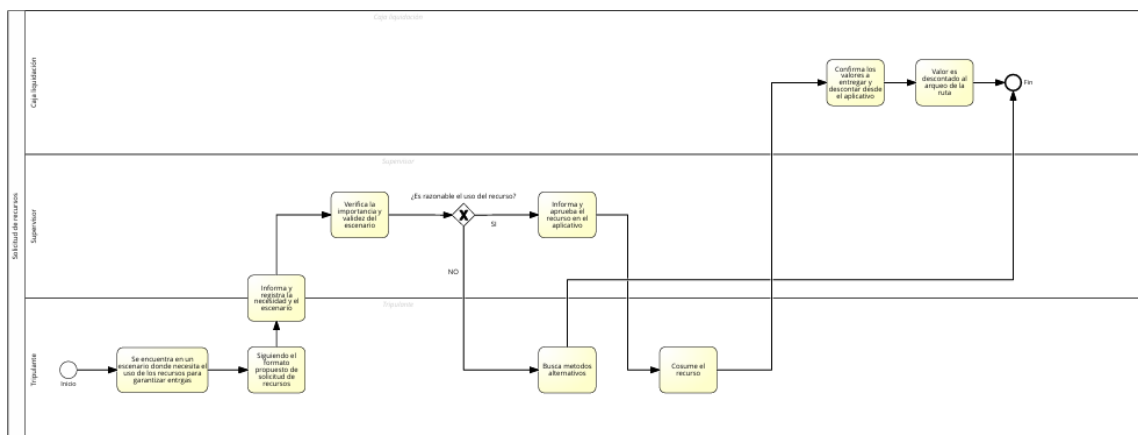 Solicitud de recursos
Caja liquidación
Caja liquidación
Confirma los
valores a
entregar y
descontar desde
el aplicativo
Valor es
descontado al
arqueo de la
ruta
Fin
Supervisor
Supervisor
Verifica la
importancia y
validez del
escenario
¿Es razonable el uso del recurso?
SI
NO
Informa y
aprueba el
recurso en el
aplicativo
Tripulante
Tripulante
Inicio
Se encuentra en un
escenario donde necesita el
uso de los recursos para
garantizar entrgas
Siguiendo el
formato
propuesto de
solicitud de
recursos
Informa y
registra la
necesidad y el
escenario
Busca metodos
alternativos
Cosume el
recurso